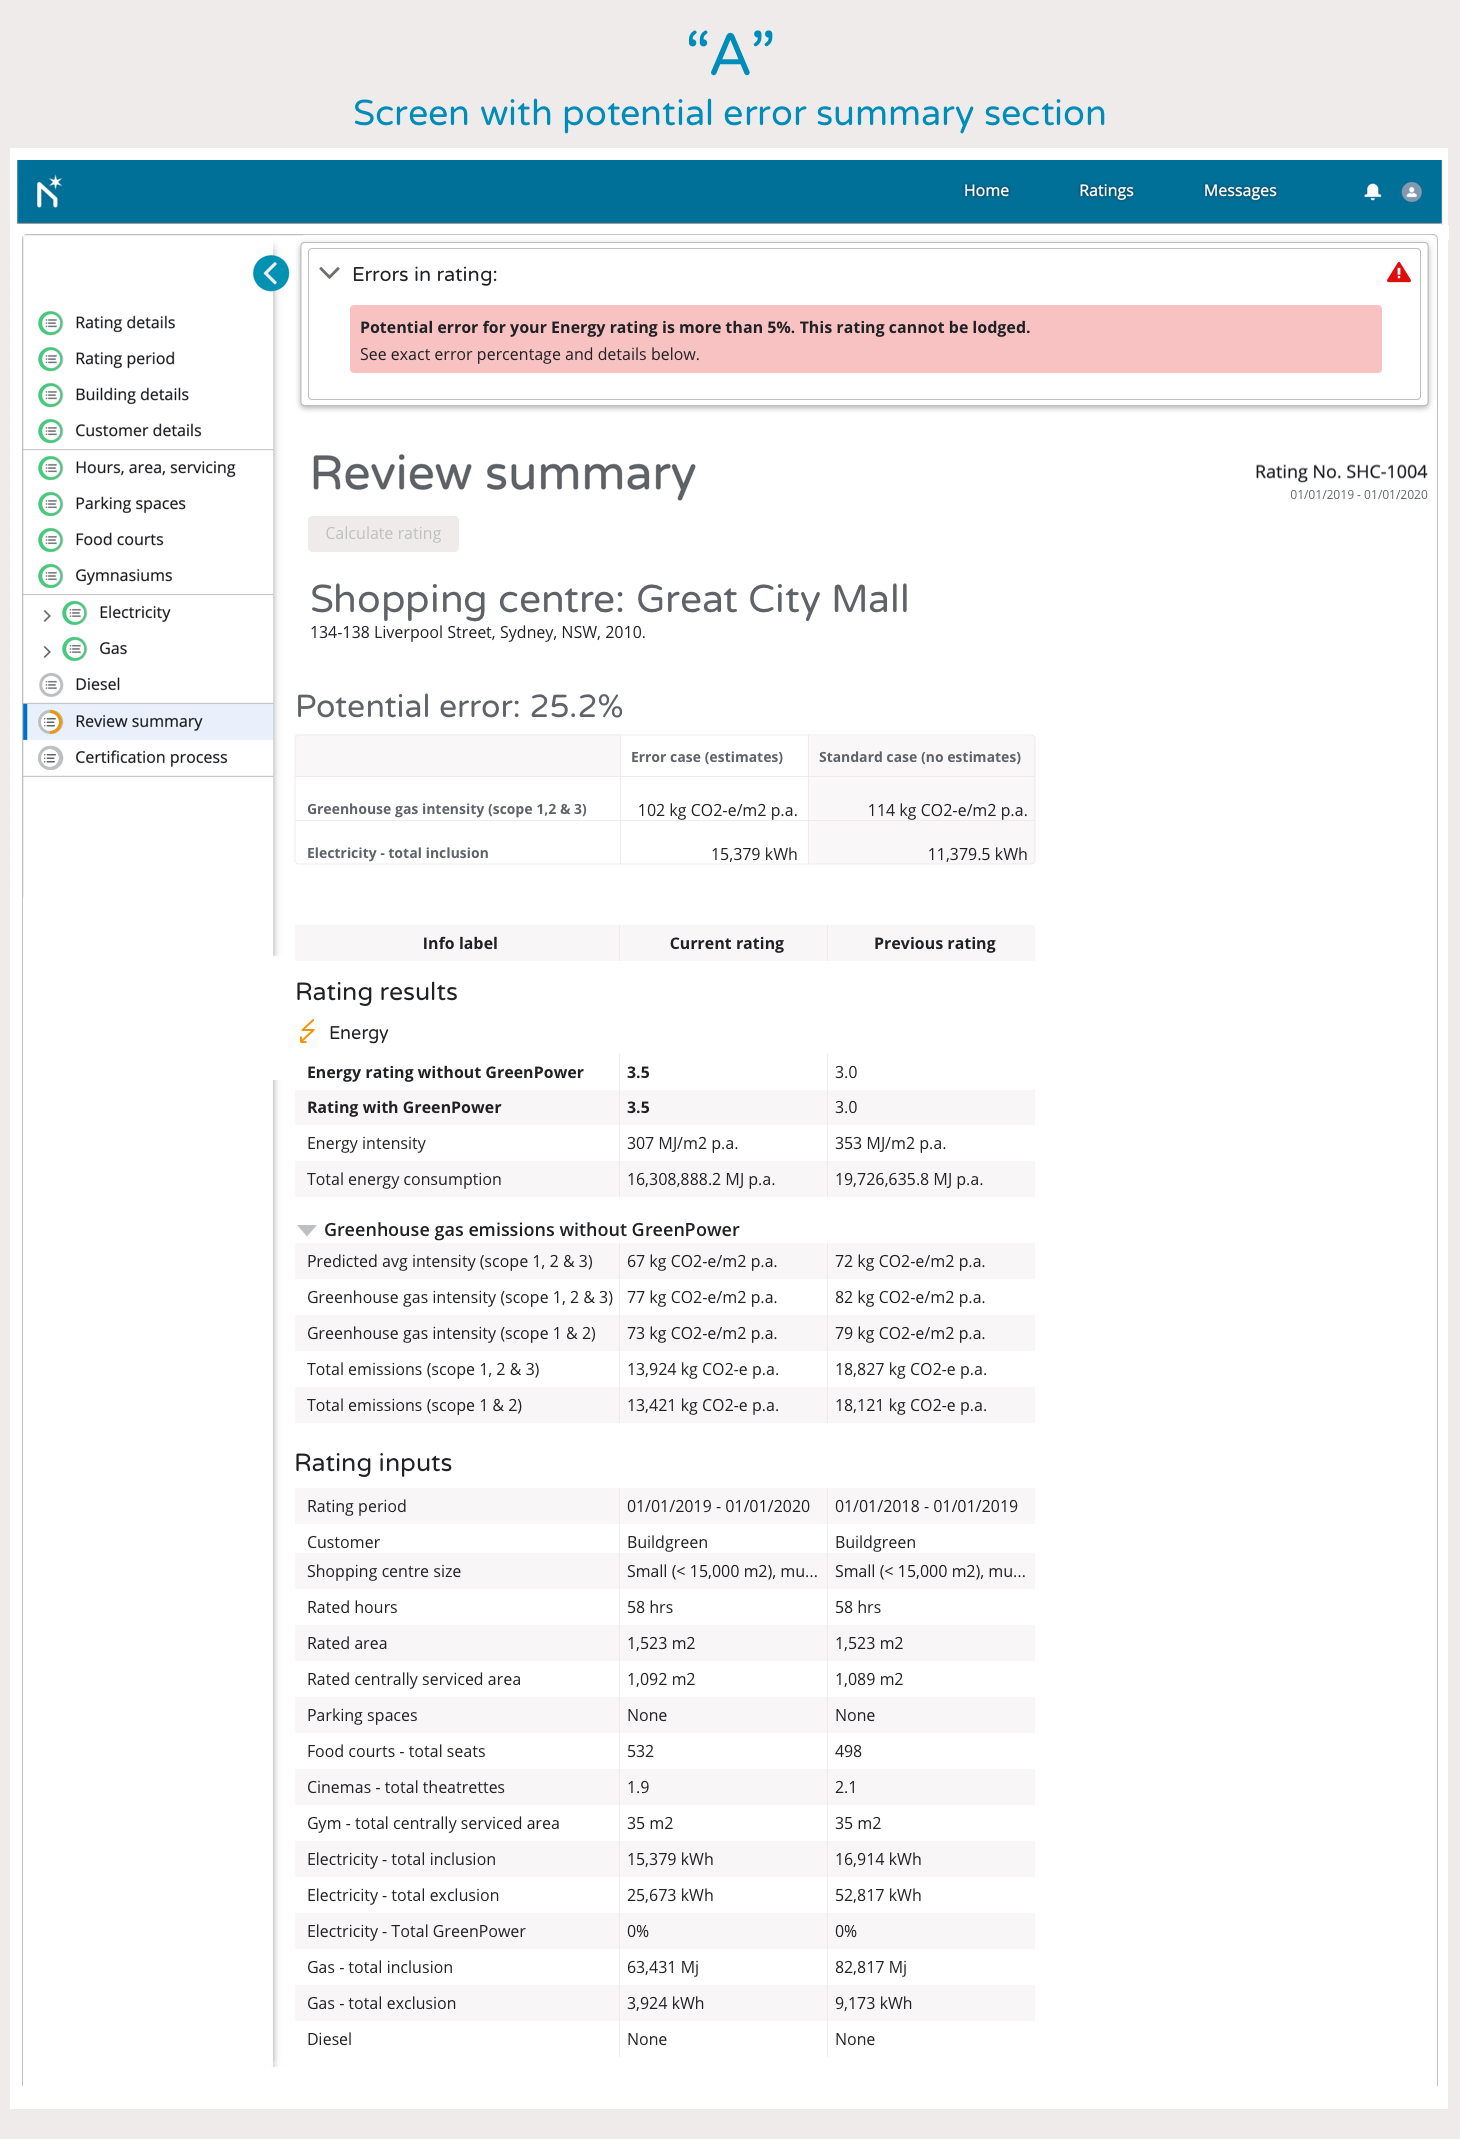 “A”
Screen with potential error summary section
Home Ratings Messages
Errors in rating:
Potential error for your Energy rating is more than 5%. This rating cannot be lodged.
See exact error percentage and details below.
Rating details
Rating period
Building details
Customer details
Hours, area, servicing
Parking spaces
Food courts
Gymnasiums
Electricity
Gas
Diesel
Review summary
Certification process
Review summary
Rating No. SHC-1004
01/01/2019 - 01/01/2020
Calculate rating
Shopping centre: Great City Mall
134-138 Liverpool Street, Sydney, NSW, 2010.
Potential error: 25.2%
Error case (estimates) Standard case (no estimates)
Greenhouse gas intensity (scope 1,2 & 3) 102 kg CO2-e/m2 p.a. 114 kg CO2-e/m2 p.a.
Electricity - total inclusion 15,379 kWh 11,379.5 kWh
Info label Current rating Previous rating
Rating results
Energy
Energy rating without GreenPower 3.5 3.0
Rating with GreenPower 3.5 3.0
Energy intensity 307 MJ/m2 p.a. 353 MJ/m2 p.a.
Total energy consumption 16,308,888.2 MJ p.a. 19,726,635.8 MJ p.a.
Greenhouse gas emissions without GreenPower
Predicted avg intensity (scope 1, 2 & 3) 67 kg CO2-e/m2 p.a. 72 kg CO2-e/m2 p.a.
Greenhouse gas intensity (scope 1, 2 & 3) 77 kg CO2-e/m2 p.a. 82 kg CO2-e/m2 p.a.
Greenhouse gas intensity (scope 1 & 2) 73 kg CO2-e/m2 p.a. 79 kg CO2-e/m2 p.a.
Total emissions (scope 1, 2 & 3) 13,924 kg CO2-e p.a. 18,827 kg CO2-e p.a.
Total emissions (scope 1 & 2) 13,421 kg CO2-e p.a. 18,121 kg CO2-e p.a.
Rating inputs
Rating period 01/01/2019 - 01/01/2020 01/01/2018 - 01/01/2019
Customer Buildgreen Buildgreen
Shopping centre size Small (< 15,000 m2), mu... Small (< 15,000 m2), mu...
Rated hours 58 hrs 58 hrs
Rated area 1,523 m2 1,523 m2
Rated centrally serviced area 1,092 m2 1,089 m2
Parking spaces None None
Food courts - total seats 532 498
Cinemas - total theatrettes 1.9 2.1
Gym - total centrally serviced area 35 m2 35 m2
Electricity - total inclusion 15,379 kWh 16,914 kWh
Electricity - total exclusion 25,673 kWh 52,817 kWh
Electricity - Total GreenPower 0% 0%
Gas - total inclusion 63,431 Mj 82,817 Mj
Gas - total exclusion 3,924 kWh 9,173 kWh
Diesel None None